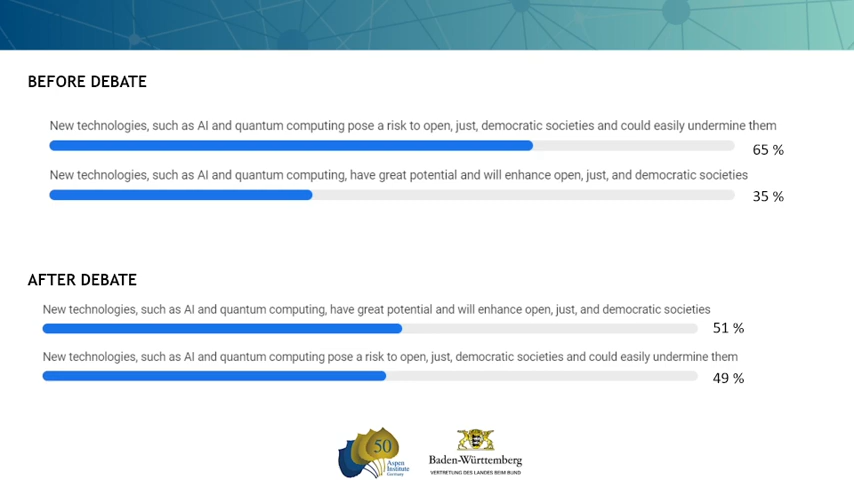 BEFORE DEBATE
New technologies, such as AI and quantum computing pose a risk to open, just, democratic societies and could easily undermine them
65 %
New technologies, such as AI and quantum computing, have great potential and will enhance open, just, and democratic societies
35 %
AFTER DEBATE
New technologies, such as AI and quantum computing, have great potential and will enhance open, just, and democratic societies
51 %
New technologies, such as AI and quantum computing pose a risk to open, just, democratic societies and could easily undermine them
49 %
50
Aspen
Institute
Germany
Baden-Württemberg
VERTRETUNG DES LANDES BEIM BUND